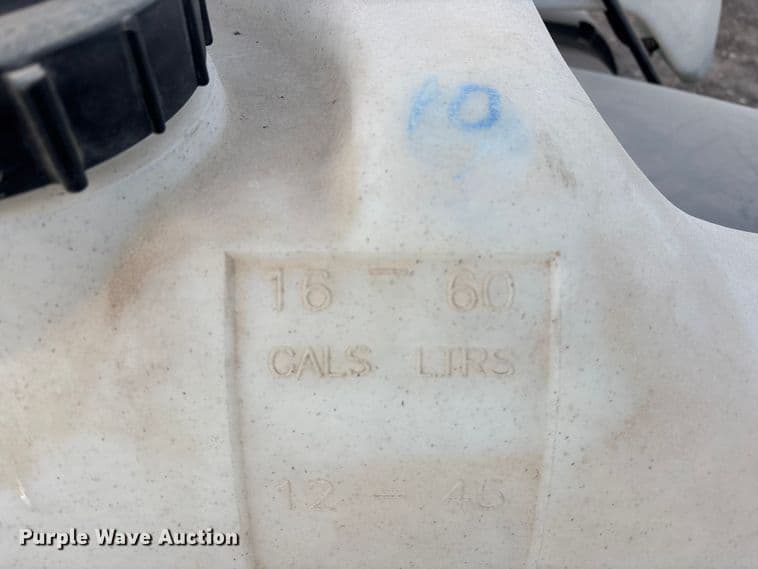 10
16 — 60
GALS LTRS
12 — 45
Purple Wave Auction